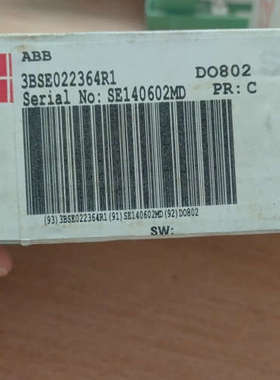 ABB
3BSE022364R1 DO802
Serial No: SE140602MD PR: C
(93)3BSE022364R1(91)SE140602MD(92)DO802
SW: